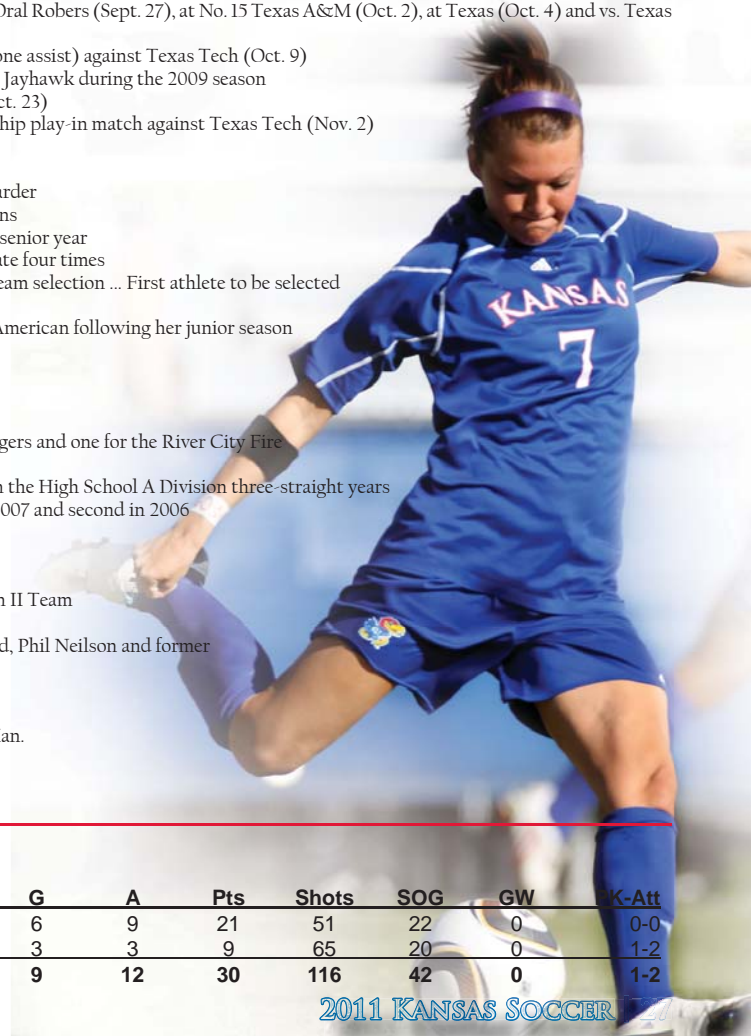 Oral Robers (Sept. 27), at No. 15 Texas A&M (Oct. 2), at Texas (Oct. 4) and vs. Texas
one assist) against Texas Tech (Oct. 9)
Jayhawk during the 2009 season
ct. 23)
hip play-in match against Texas Tech (Nov. 2)
arder
ns
senior year
ate four times
eam selection ... First athlete to be selected
American following her junior season
KANSAS
7
gers and one for the River City Fire
n the High School A Division three-straight years
007 and second in 2006
n II Team
d, Phil Neilson and former
an.
G A Pts Shots SOG GW PK-Att
6 9 21 51 22 0 0-0
3 3 9 65 20 0 1-2
9 12 30 116 42 0 1-2
2011 KANSAS SOCCER 27